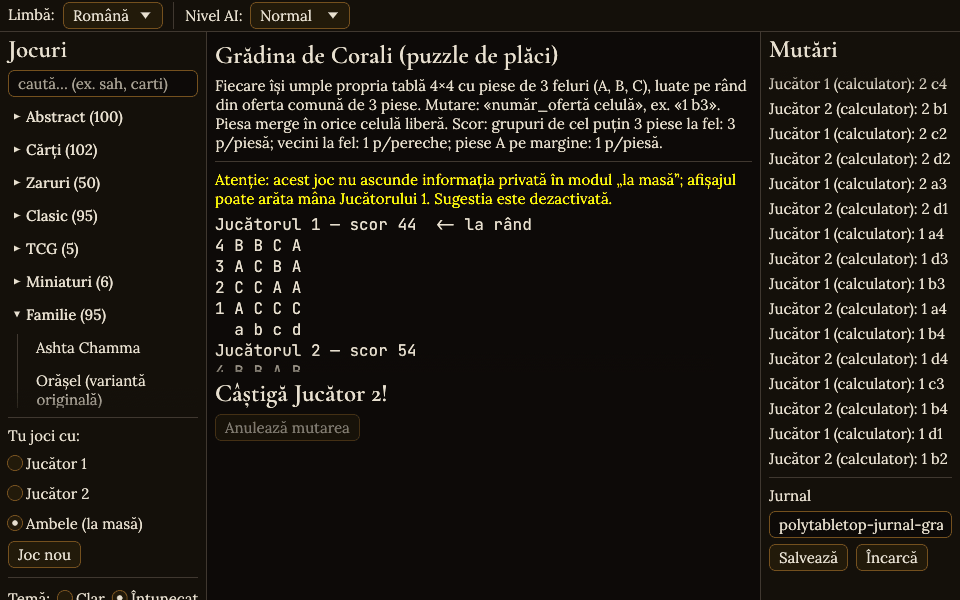 Limbă:
Română
Nivel AI:
Normal
Jocuri
caută... (ex. sah, carti)
Abstract (100)
Cărți (102)
Zaruri (50)
Clasic (95)
TCG (5)
Miniaturi (6)
Familie (95)
Ashta Chamma
Orășel (variantă
originală)
Tu joci cu:
Jucător 1
Jucător 2
Ambele (la masă)
Joc nou
Temă:
Clar
Întunecat
Grădina de Corali (puzzle de plăci)
Fiecare își umple propria tablă 4×4 cu piese de 3 feluri (A, B, C), luate pe rând
din oferta comună de 3 piese. Mutare: «număr_ofertă celulă», ex. «1 b3».
Piesa merge în orice celulă liberă. Scor: grupuri de cel puțin 3 piese la fel: 3
p/piesă; vecini la fel: 1 p/pereche; piese A pe margine: 1 p/piesă.
Atenție: acest joc nu ascunde informația privată în modul „la masă”; afișajul
poate arăta mâna Jucătorului 1. Sugestia este dezactivată.
Jucătorul 1 — scor 44 ← la rând
4 B B C A
3 A C B A
2 C C A A
1 A C C C
a b c d
Jucătorul 2 — scor 54
4 B B A B
Câștigă Jucător 2!
Anulează mutarea
Mutări
Jucător 1 (calculator): 2 c4
Jucător 2 (calculator): 2 b1
Jucător 1 (calculator): 2 c2
Jucător 2 (calculator): 2 d2
Jucător 1 (calculator): 2 a3
Jucător 2 (calculator): 2 d1
Jucător 1 (calculator): 1 a4
Jucător 2 (calculator): 1 d3
Jucător 1 (calculator): 1 b3
Jucător 2 (calculator): 1 a4
Jucător 1 (calculator): 1 b4
Jucător 2 (calculator): 1 d4
Jucător 1 (calculator): 1 c3
Jucător 2 (calculator): 1 b4
Jucător 1 (calculator): 1 d1
Jucător 2 (calculator): 1 b2
Jurnal
polytabletop-jurnal-gra
Salvează
Încarcă